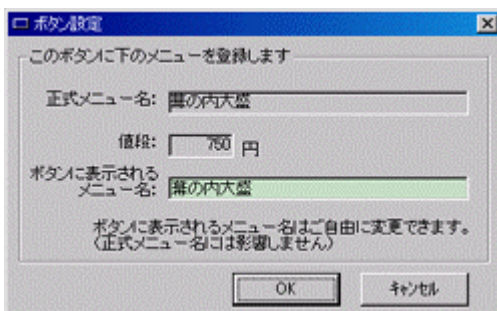 ボタン設定
このボタンに下のメニューを登録します
正式メニュー名: 幕の内大盛
値段: 750 円
ボタンに表示される
メニュー名: 幕の内大盛
ボタンに表示されるメニュー名はご自由に変更できます。
(正式メニュー名には影響しません)
OK キャンセル